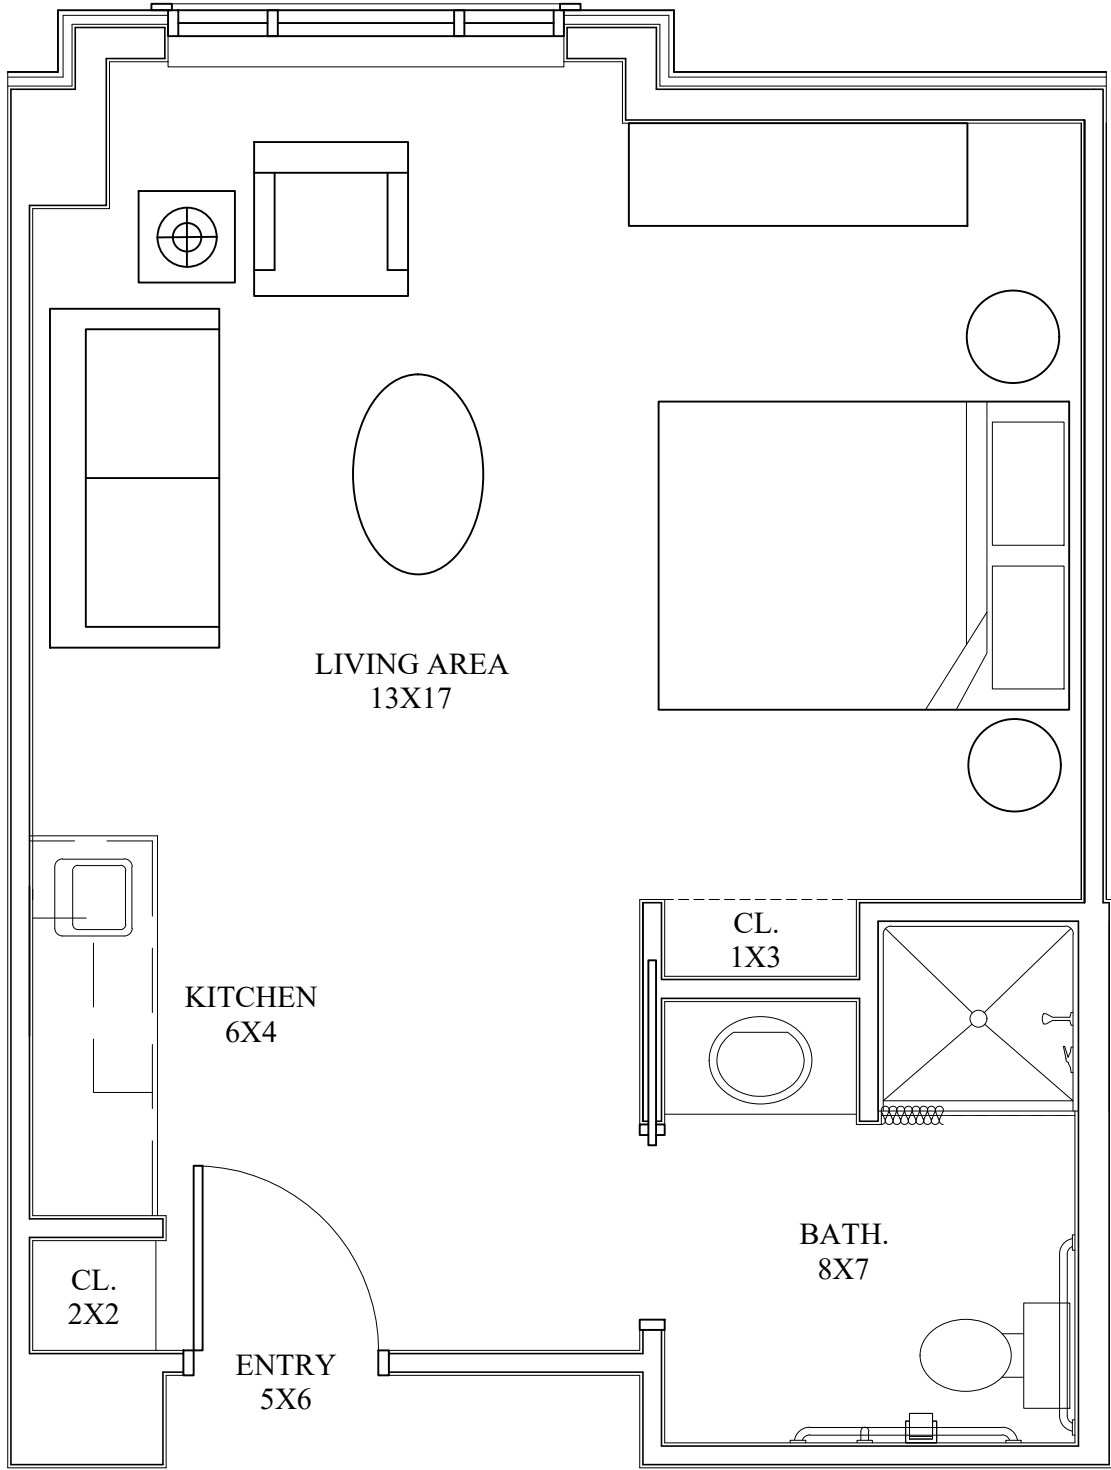 LIVING AREA
13X17
CL.
1X3
KITCHEN
6X4
BATH.
8X7
CL.
2X2
ENTRY
5X6